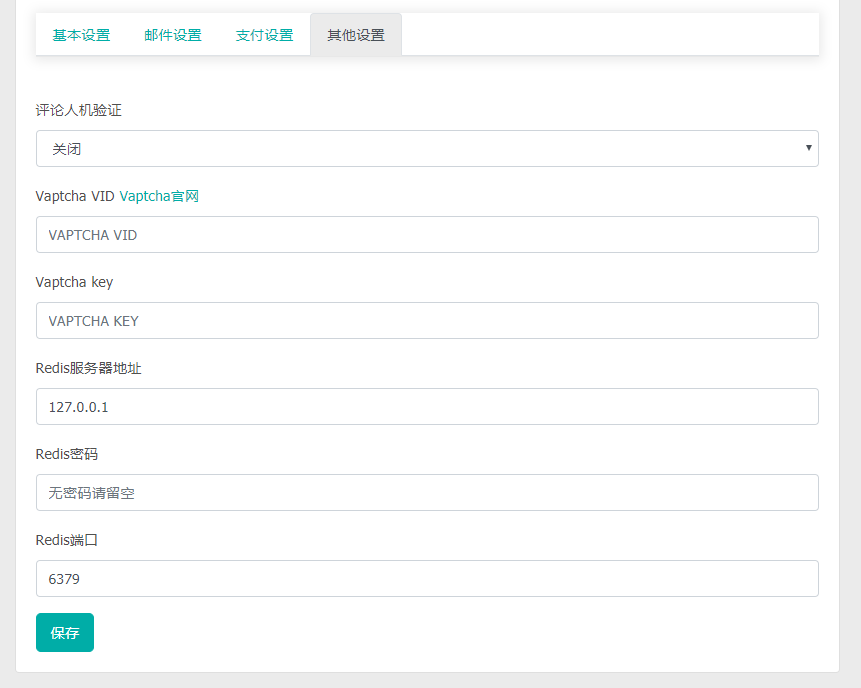 基本设置 邮件设置 支付设置 其他设置
评论人机验证
关闭
Vaptcha VID Vaptcha官网
VAPTCHA VID
Vaptcha key
VAPTCHA KEY
Redis服务器地址
127.0.0.1
Redis密码
无密码请留空
Redis端口
6379
保存